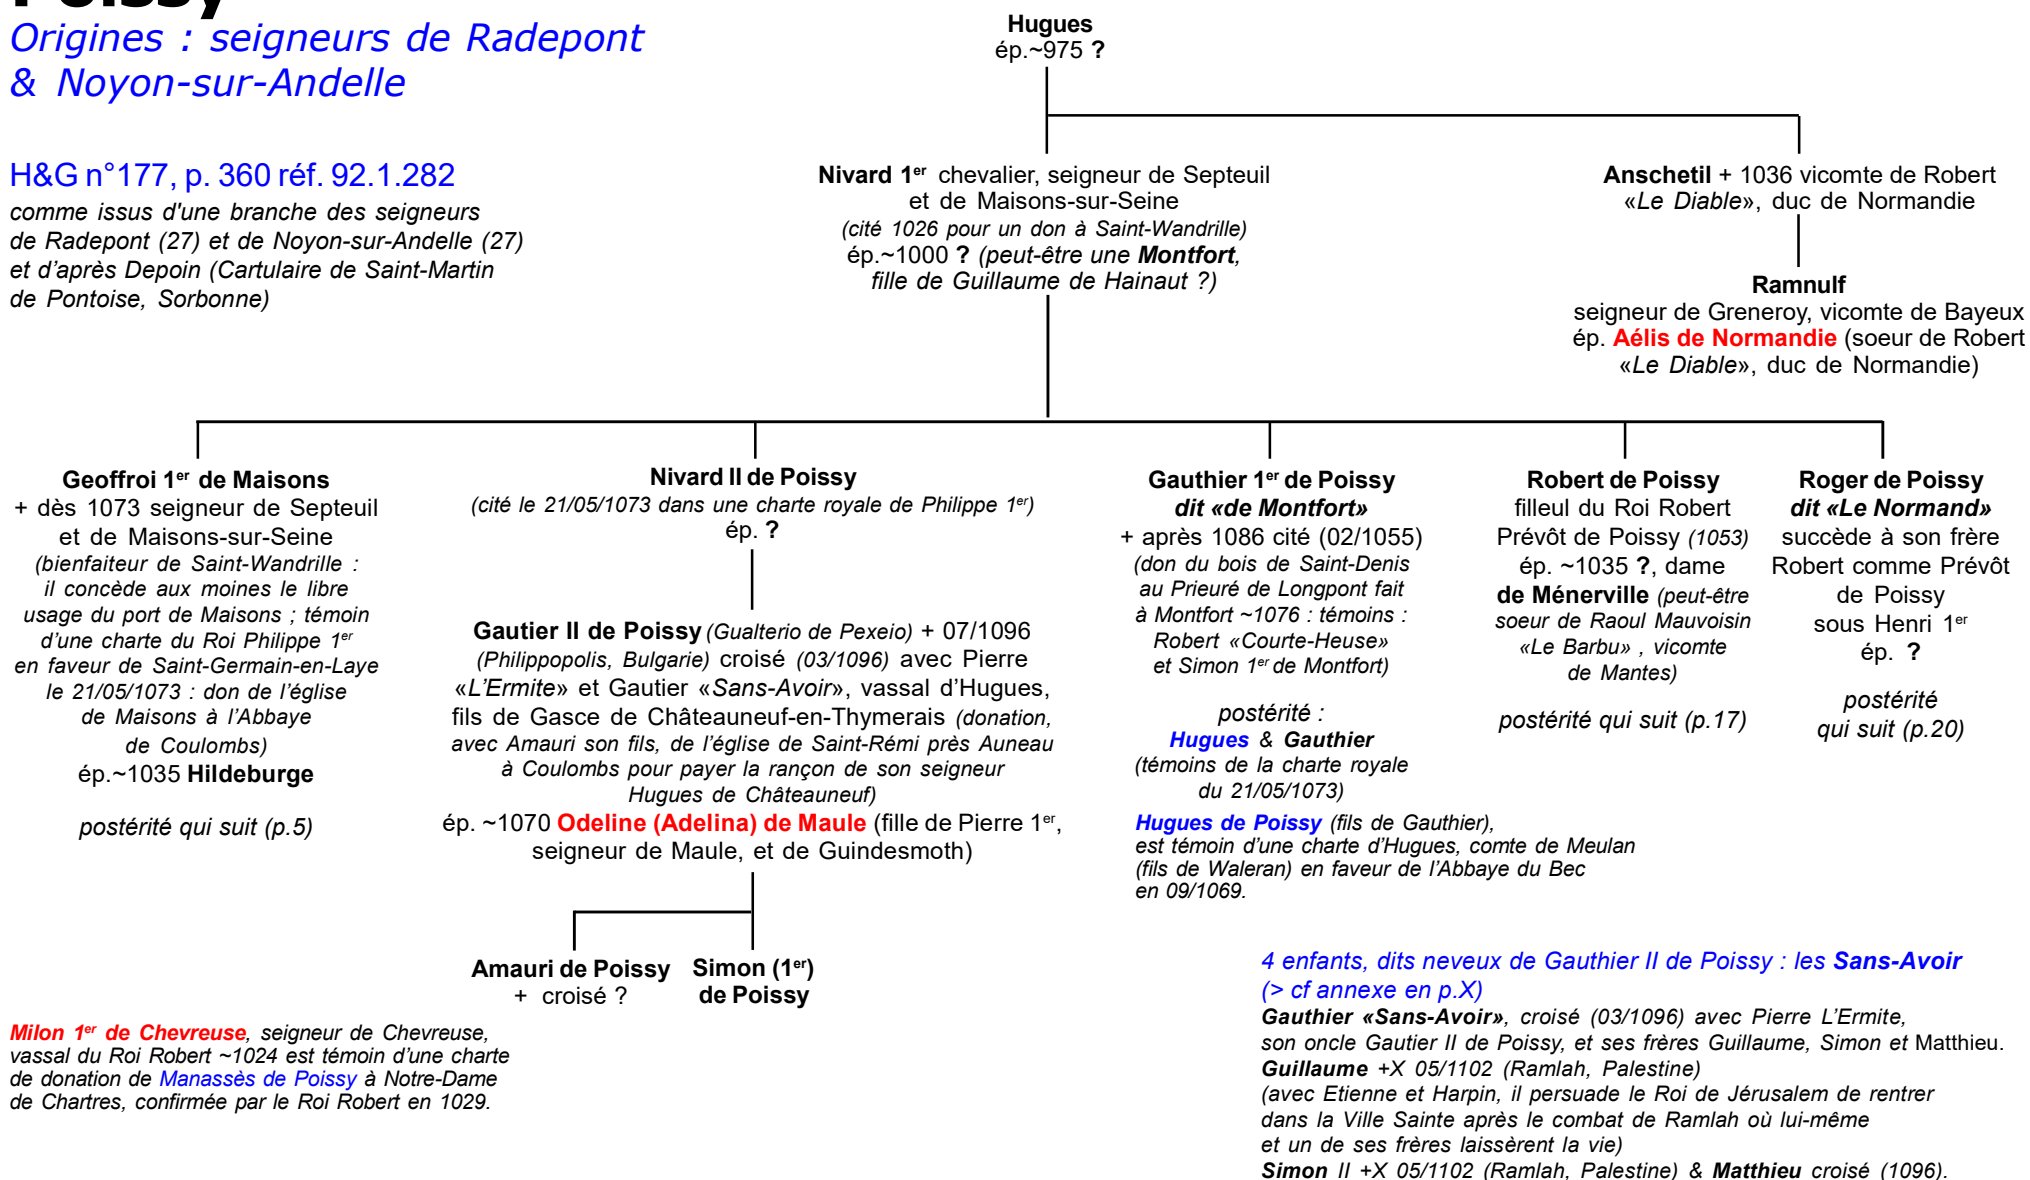 Poissy
Origines : seigneurs de Radepont
& Noyon-sur-Andelle
H&G n°177, p. 360 réf. 92.1.282
comme issus d'une branche des seigneurs
de Radepont (27) et de Noyon-sur-Andelle (27)
et d'après Depoin (Cartulaire de Saint-Martin
de Pontoise, Sorbonne)
Hugues
ép.~975 ?
Nivard 1er chevalier, seigneur de Septeuil
et de Maisons-sur-Seine
(cité 1026 pour un don à Saint-Wandrille)
ép.~1000 ? (peut-être une Montfort,
fille de Guillaume de Hainaut ?)
Anschetil + 1036 vicomte de Robert
«Le Diable», duc de Normandie
Ramnulf
seigneur de Greneroy, vicomte de Bayeux
ép. Aélis de Normandie (soeur de Robert
«Le Diable», duc de Normandie)
Geoffroi 1er de Maisons
+ dès 1073 seigneur de Septeuil
et de Maisons-sur-Seine
(bienfaiteur de Saint-Wandrille :
il concède aux moines le libre
usage du port de Maisons ; témoin
d'une charte du Roi Philippe 1er
en faveur de Saint-Germain-en-Laye
le 21/05/1073 : don de l'église
de Maisons à l'Abbaye
de Coulombs)
ép.~1035 Hildeburge
postérité qui suit (p.5)
Nivard II de Poissy
(cité le 21/05/1073 dans une charte royale de Philippe 1er)
ép. ?
Gautier II de Poissy (Gualterio de Pexeio) + 07/1096
(Philippopolis, Bulgarie) croisé (03/1096) avec Pierre
«L'Ermite» et Gautier «Sans-Avoir», vassal d'Hugues,
fils de Gasce de Châteauneuf-en-Thymerais (donation,
avec Amauri son fils, de l'église de Saint-Rémi près Auneau
à Coulombs pour payer la rançon de son seigneur
Hugues de Châteauneuf)
ép. ~1070 Odeline (Adelina) de Maule (fille de Pierre 1er,
seigneur de Maule, et de Guindesmoth)
Amauri de Poissy
+ croisé ?
Simon (1er)
de Poissy
Gauthier 1er de Poissy
dit «de Montfort»
+ après 1086 cité (02/1055)
(don du bois de Saint-Denis
au Prieuré de Longpont fait
à Montfort ~1076 : témoins :
Robert «Courte-Heuse»
et Simon 1er de Montfort)
postérité :
Hugues & Gauthier
(témoins de la charte royale
du 21/05/1073)
Hugues de Poissy (fils de Gauthier),
est témoin d'une charte d'Hugues, comte de Meulan
(fils de Waleran) en faveur de l'Abbaye du Bec
en 09/1069.
Robert de Poissy
filleul du Roi Robert
Prévôt de Poissy (1053)
ép. ~1035 ?, dame
de Ménerville (peut-être
soeur de Raoul Mauvoisin
«Le Barbu» , vicomte
de Mantes)
postérité qui suit (p.17)
Roger de Poissy
dit «Le Normand»
succède à son frère
Robert comme Prévôt
de Poissy
sous Henri 1er
ép. ?
postérité
qui suit (p.20)
Milon 1er de Chevreuse, seigneur de Chevreuse,
vassal du Roi Robert ~1024 est témoin d'une charte
de donation de Manassès de Poissy à Notre-Dame
de Chartres, confirmée par le Roi Robert en 1029.
4 enfants, dits neveux de Gauthier II de Poissy : les Sans-Avoir
(> cf annexe en p.X)
Gauthier «Sans-Avoir», croisé (03/1096) avec Pierre L'Ermite,
son oncle Gautier II de Poissy, et ses frères Guillaume, Simon et Matthieu.
Guillaume +X 05/1102 (Ramlah, Palestine)
(avec Etienne et Harpin, il persuade le Roi de Jérusalem de rentrer
dans la Ville Sainte après le combat de Ramlah où lui-même
et un de ses frères laissèrent la vie)
Simon II +X 05/1102 (Ramlah, Palestine) & Matthieu croisé (1096).